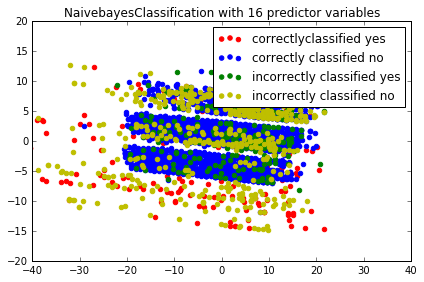 NaivebayesClassification with 16 predictor variables
correctlyclassified yes
correctly classified no
incorrectly classified yes
incorrectly classified no
20
15
10
5
0
−5
−10
−15
−20
−40 −30 −20 −10 0 10 20 30 40